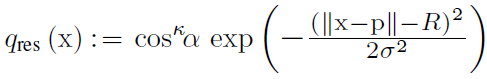 q_res (x) := cos^κ α exp ( − (‖x−p‖−R)^2 / 2σ^2 )